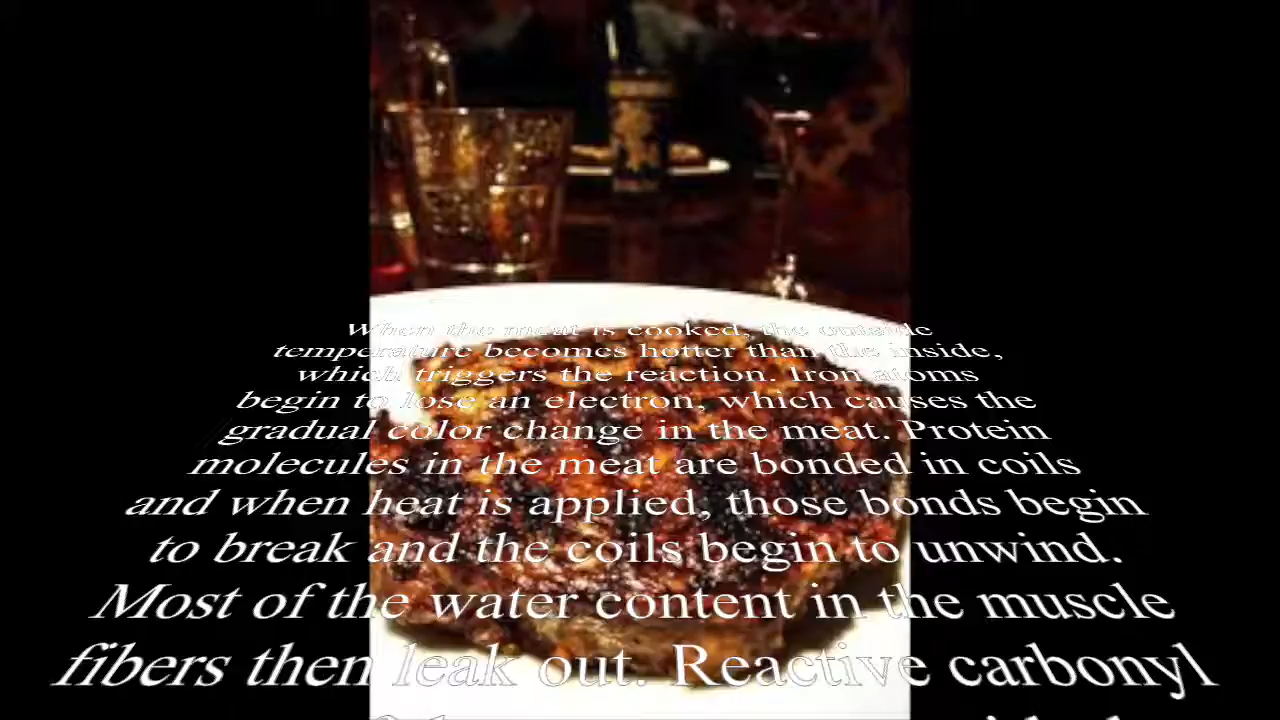 When the meat is cooked, the outside
temperature becomes hotter than the inside,
which triggers the reaction. Iron atoms
begin to lose an electron, which causes the
gradual color change in the meat. Protein
molecules in the meat are bonded in coils
and when heat is applied, those bonds begin
to break and the coils begin to unwind.
Most of the water content in the muscle
fibers then leak out. Reactive carbonyl